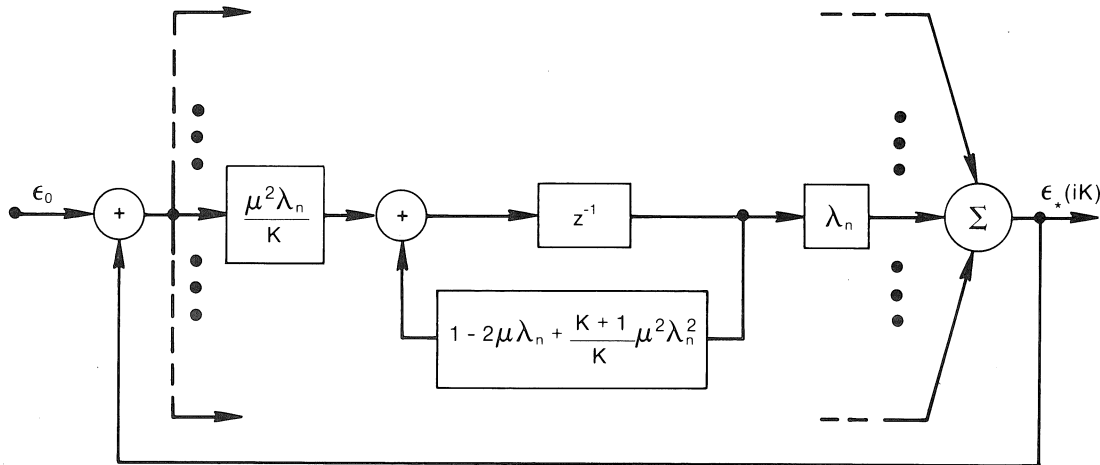 ϵ₀
+
μ²λₙ
K
+
z⁻¹
λₙ
Σ
ϵ⋆(iK)
1 - 2μλₙ + (K + 1)/K μ²λₙ²